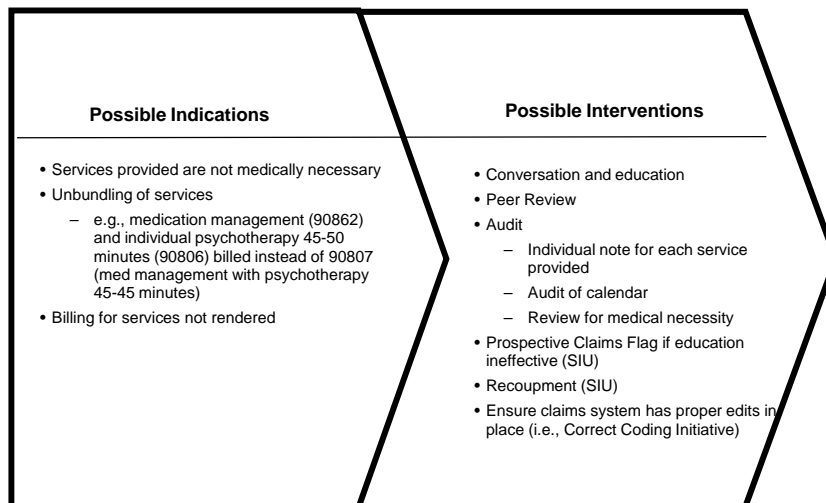 Possible Indications
• Services provided are not medically necessary
• Unbundling of services
– e.g., medication management (90862)
and individual psychotherapy 45-50
minutes (90806) billed instead of 90807
(med management with psychotherapy
45-45 minutes)
• Billing for services not rendered
Possible Interventions
• Conversation and education
• Peer Review
• Audit
– Individual note for each service
provided
– Audit of calendar
– Review for medical necessity
• Prospective Claims Flag if education
ineffective (SIU)
• Recoupment (SIU)
• Ensure claims system has proper edits in
place (i.e., Correct Coding Initiative)